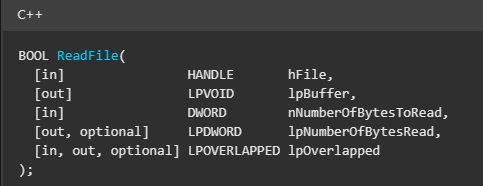 C++
BOOL ReadFile(
[in] HANDLE hFile,
[out] LPVOID lpBuffer,
[in] DWORD nNumberOfBytesToRead,
[out, optional] LPDWORD lpNumberOfBytesRead,
[in, out, optional] LPOVERLAPPED lpOverlapped
);